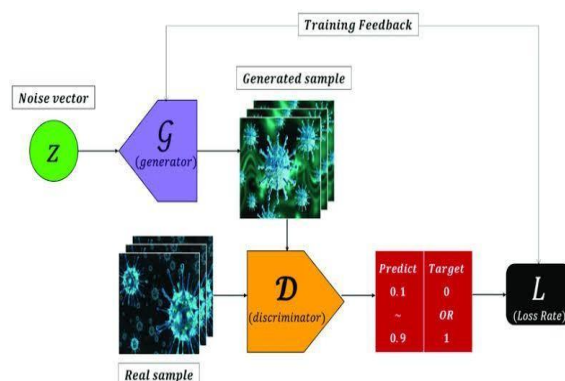 Training Feedback
Noise vector
Generated sample
Z
G
(generator)
Real sample
D
(discriminator)
Predict Target
0.1 0
~ OR
0.9 1
L
(Loss Rate)